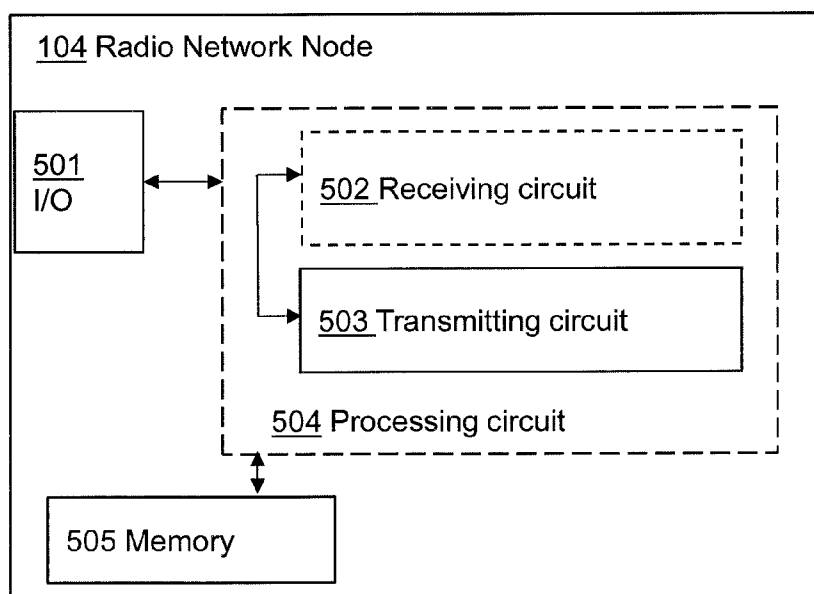 104 Radio Network Node
501
I/O
502 Receiving circuit
503 Transmitting circuit
504 Processing circuit
505 Memory